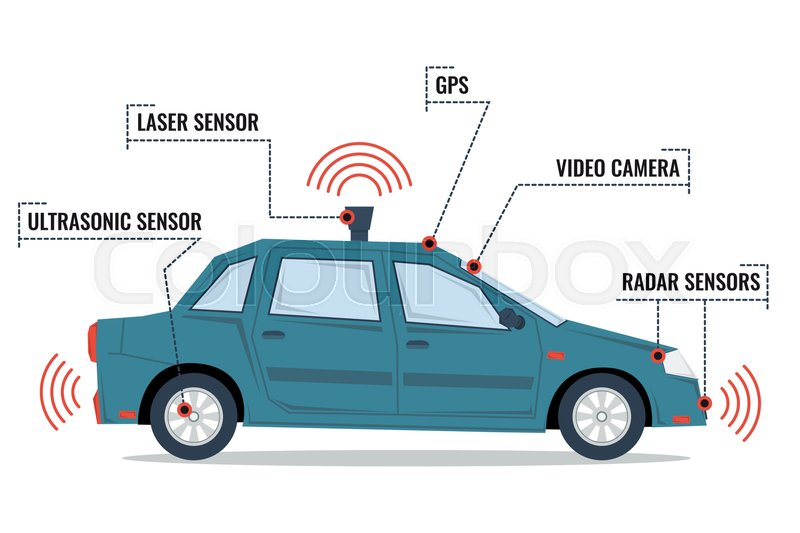 GPS
LASER SENSOR
VIDEO CAMERA
ULTRASONIC SENSOR
RADAR SENSORS
Colourbox